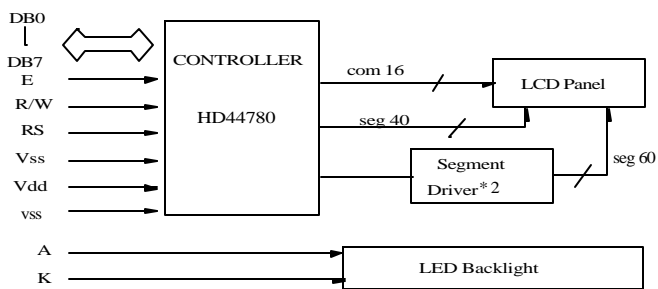 DB0
DB7
E
R/W
RS
Vss
Vdd
vss
CONTROLLER
HD44780
com 16
seg 40
LCD Panel
Segment
Driver*2
seg 60
A
K
LED Backlight